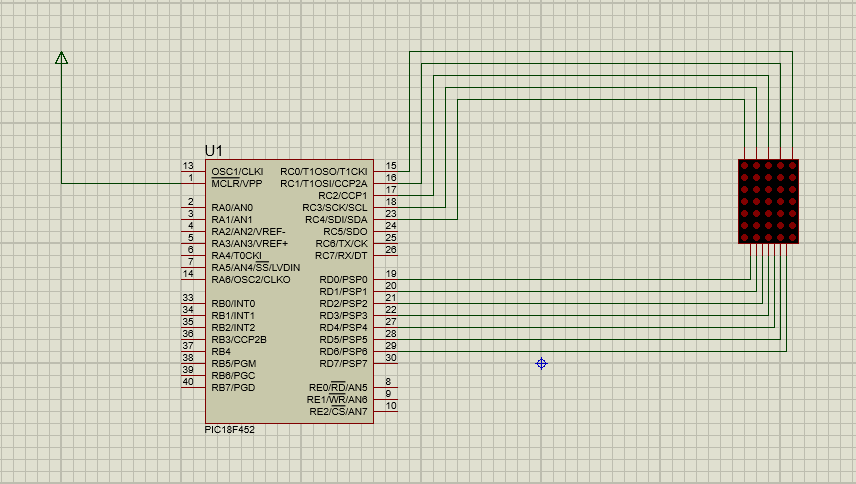 U1
13 OSC1/CLKI RC0/T1OSO/T1CKI 15
1 MCLR/VPP RC1/T1OSI/CCP2A 16
RC2/CCP1 17
2 RA0/AN0 RC3/SCK/SCL 18
3 RA1/AN1 RC4/SDI/SDA 23
4 RA2/AN2/VREF- RC5/SDO 24
5 RA3/AN3/VREF+ RC6/TX/CK 25
6 RA4/T0CKI RC7/RX/DT 26
7 RA5/AN4/SS/LVDIN
14 RA6/OSC2/CLKO RD0/PSP0 19
RD1/PSP1 20
33 RB0/INT0 RD2/PSP2 21
34 RB1/INT1 RD3/PSP3 22
35 RB2/INT2 RD4/PSP4 27
36 RB3/CCP2B RD5/PSP5 28
37 RB4 RD6/PSP6 29
38 RB5/PGM RD7/PSP7 30
39 RB6/PGC
40 RB7/PGD RE0/RD/AN5 8
RE1/WR/AN6 9
RE2/CS/AN7 10
PIC18F452